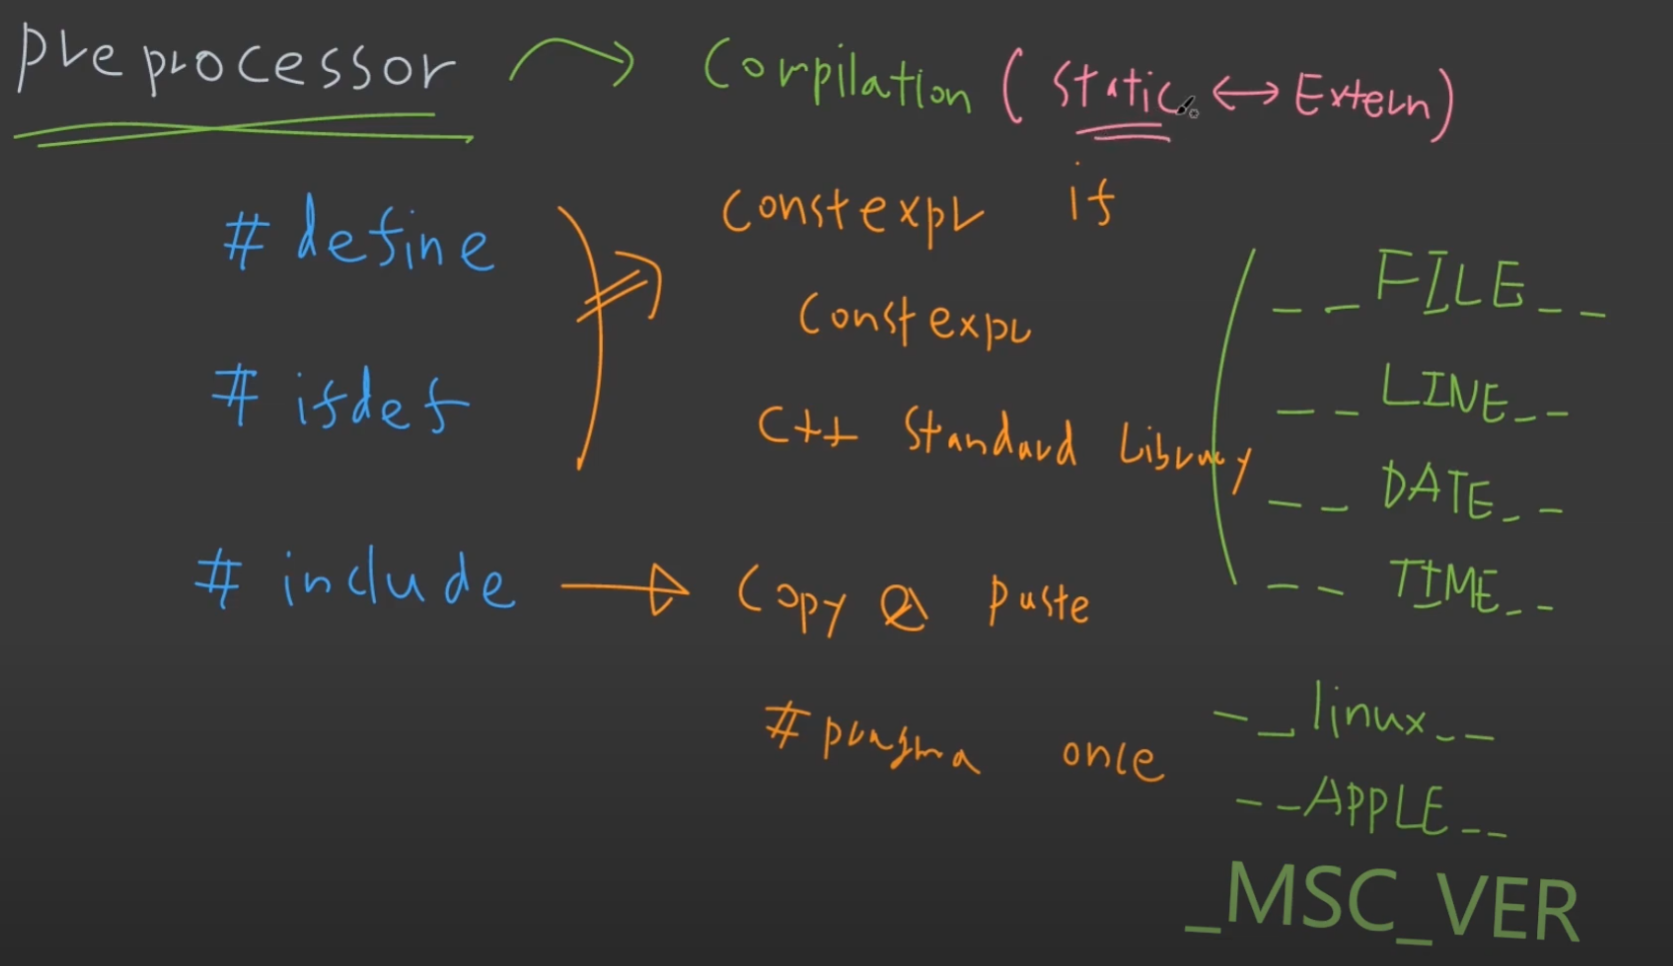 preprocessor → Compilation (Static ↔ Extern)
#define
#ifdef
constexpr if
constexpr
C++ Standard Library
#include → Copy & paste
#pragma once
__FILE__
__LINE__
__DATE__
__TIME__
__linux__
__APPLE__
_MSC_VER